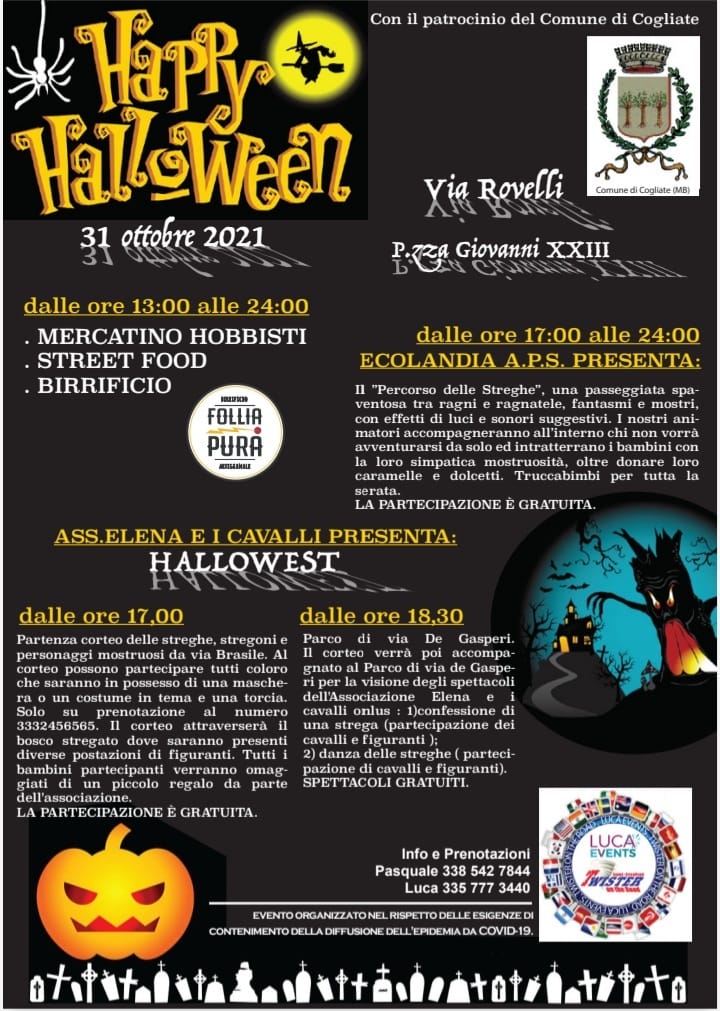 Happy
Halloween
Con il patrocinio del Comune di Cogliate
Comune di Cogliate (MB)
31 ottobre 2021
Via Rovelli
P.zza Giovanni XXIII
dalle ore 13:00 alle 24:00
. MERCATINO HOBBISTI
. STREET FOOD
. BIRRIFICIO
BIRRIFICIO
FOLLIA
PURA
ARTIGIANALE
dalle ore 17:00 alle 24:00
ECOLANDIA A.P.S. PRESENTA:
Il "Percorso delle Streghe", una passeggiata spa-
ventosa tra ragni e ragnatele, fantasmi e mostri,
con effetti di luci e sonori suggestivi. I nostri ani-
matori accompagneranno all'interno chi non vorrà
avventurarsi da solo ed intratterrano i bambini con
la loro simpatica mostruosità, oltre donare loro
caramelle e dolcetti. Truccabimbi per tutta la
serata.
LA PARTECIPAZIONE È GRATUITA.
ASS.ELENA E I CAVALLI PRESENTA:
HALLOWEST
dalle ore 17,00
Partenza corteo delle streghe, stregoni e
personaggi mostruosi da via Brasile. Al
corteo possono partecipare tutti coloro
che saranno in possesso di una masche-
ra o un costume in tema e una torcia.
Solo su prenotazione al numero
3332456565. Il corteo attraverserà il
bosco stregato dove saranno presenti
diverse postazioni di figuranti. Tutti i
bambini partecipanti verranno omag-
giati di un piccolo regalo da parte
dell'associazione.
LA PARTECIPAZIONE È GRATUITA.
dalle ore 18,30
Parco di via De Gasperi.
Il corteo verrà poi accompa-
gnato al Parco di via de Gaspe-
ri per la visione degli spettacoli
dell'Associazione Elena e i
cavalli onlus : 1)confessione di
una strega (partecipazione dei
cavalli e figuranti );
2) danza delle streghe ( parteci-
pazione di cavalli e figuranti).
SPETTACOLI GRATUITI.
Info e Prenotazioni
Pasquale 338 542 7844
Luca 335 777 3440
LUCA
EVENTS
TWISTER
on the Road
EVENTO ORGANIZZATO NEL RISPETTO DELLE ESIGENZE DI
CONTENIMENTO DELLA DIFFUSIONE DELL'EPIDEMIA DA COVID-19.